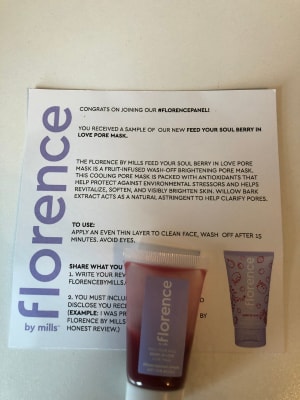 CONGRATS ON JOINING OUR #FLORENCEPANEL!
YOU RECEIVED A SAMPLE OF OUR NEW FEED YOUR SOUL BERRY IN
LOVE PORE MASK.
THE FLORENCE BY MILLS FEED YOUR SOUL BERRY IN LOVE PORE
MASK IS A FRUIT-INFUSED WASH-OFF BRIGHTENING PORE MASK.
THIS COOLING PORE MASK IS PACKED WITH ANTIOXIDANTS THAT
HELP PROTECT AGAINST ENVIRONMENTAL STRESSORS AND HELPS
REVITALIZE, SOFTEN, AND VISIBLY BRIGHTEN SKIN. WILLOW BARK
EXTRACT ACTS AS A NATURAL ASTRINGENT TO HELP CLARIFY PORES.
TO USE:
APPLY AN EVEN THIN LAYER TO CLEAN FACE, WASH OFF AFTER 15
MINUTES. AVOID EYES.
SHARE WHAT YOU
1. WRITE YOUR REV
FLORENCEBYMILLS.
2. YOU MUST INCLU
DISCLOSE YOU RECEI
(EXAMPLE: I WAS PR
FLORENCE BY MILLS
HONEST REVIEW.)
BY
florence
by mills
florence
florence